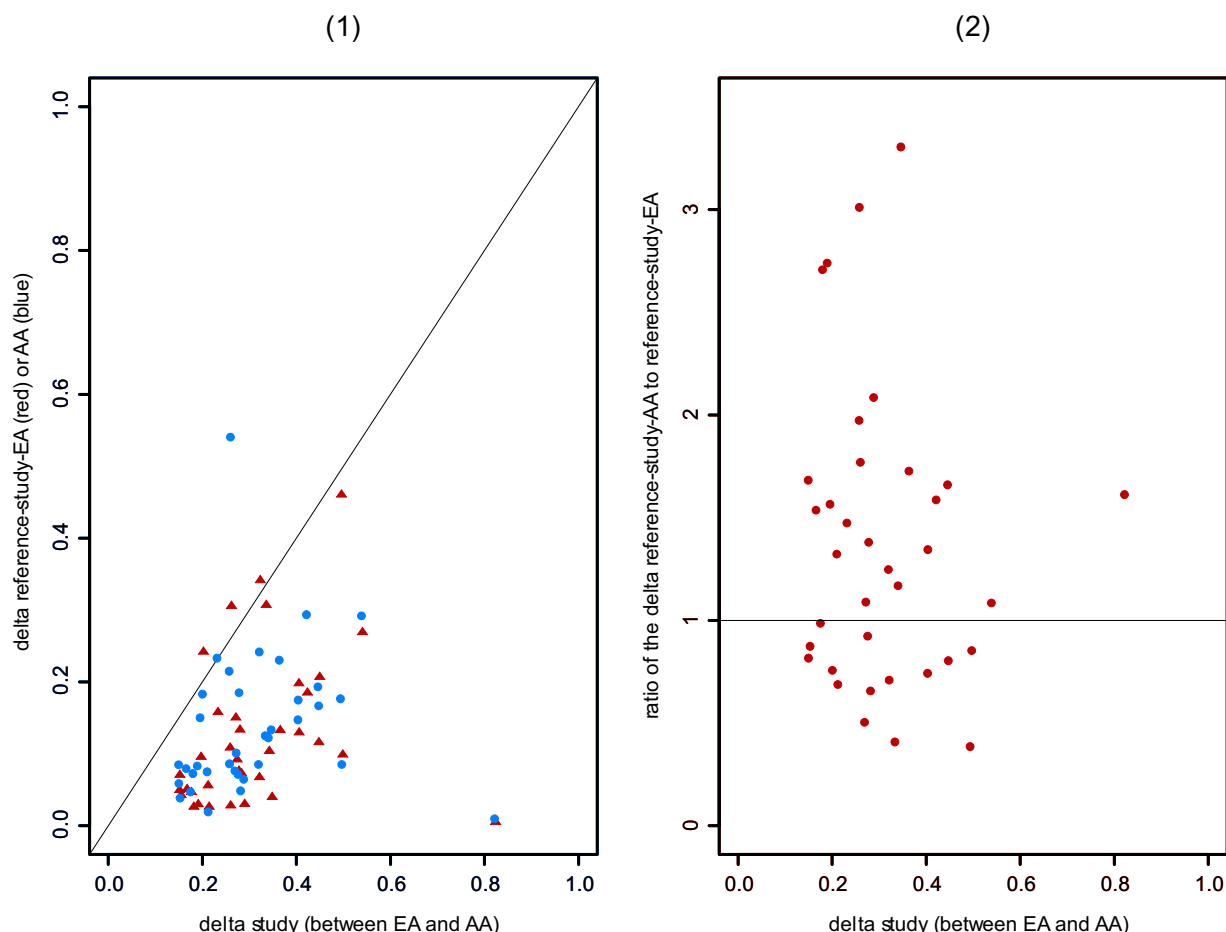 (1)
(2)
delta reference-study-EA (red) or AA (blue)
1.0
0.8
0.6
0.4
0.2
0.0
0.0 0.2 0.4 0.6 0.8 1.0
delta study (between EA and AA)
ratio of the delta reference-study-AA to reference-study-EA
3
2
1
0
0.0 0.2 0.4 0.6 0.8 1.0
delta study (between EA and AA)